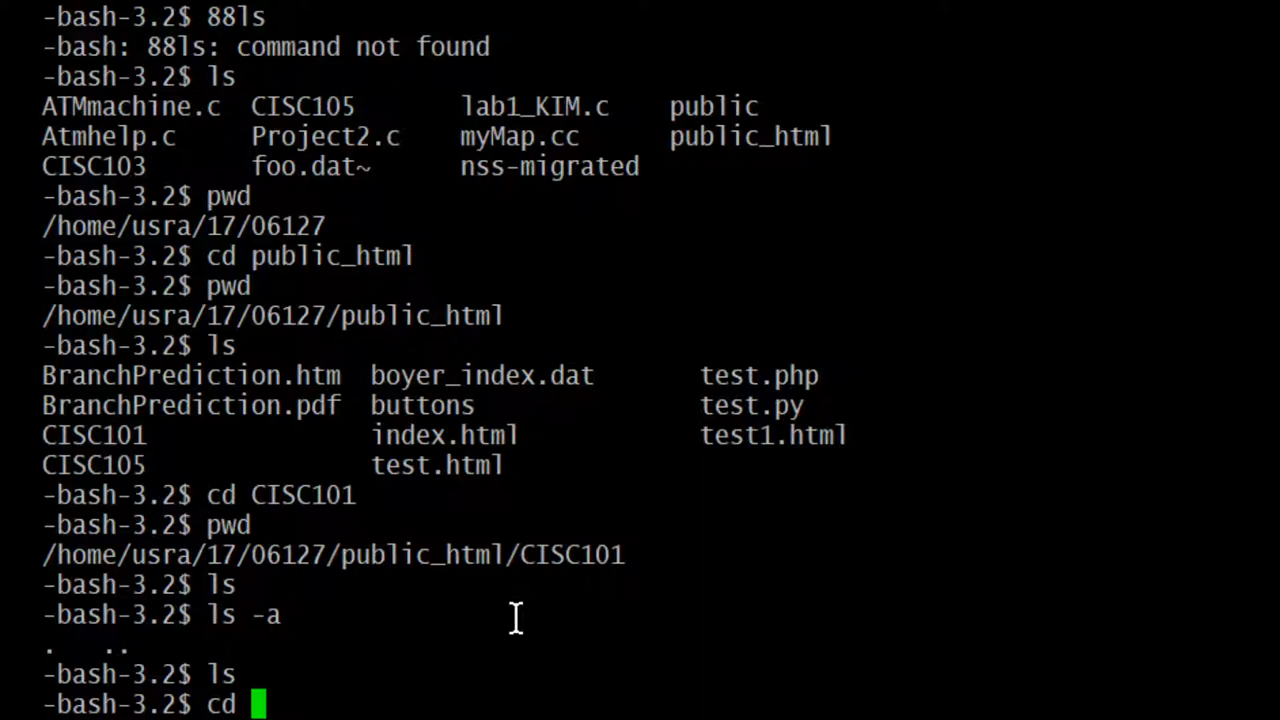 -bash-3.2$ 88ls
-bash: 88ls: command not found
-bash-3.2$ ls
ATMmachine.c  CISC105       lab1_KIM.c    public
Atmhelp.c     Project2.c    myMap.cc      public_html
CISC103       foo.dat~      nss-migrated
-bash-3.2$ pwd
/home/usra/17/06127
-bash-3.2$ cd public_html
-bash-3.2$ pwd
/home/usra/17/06127/public_html
-bash-3.2$ ls
BranchPrediction.htm  boyer_index.dat       test.php
BranchPrediction.pdf  buttons               test.py
CISC101               index.html            test1.html
CISC105               test.html
-bash-3.2$ cd CISC101
-bash-3.2$ pwd
/home/usra/17/06127/public_html/CISC101
-bash-3.2$ ls
-bash-3.2$ ls -a
.   ..
-bash-3.2$ ls
-bash-3.2$ cd